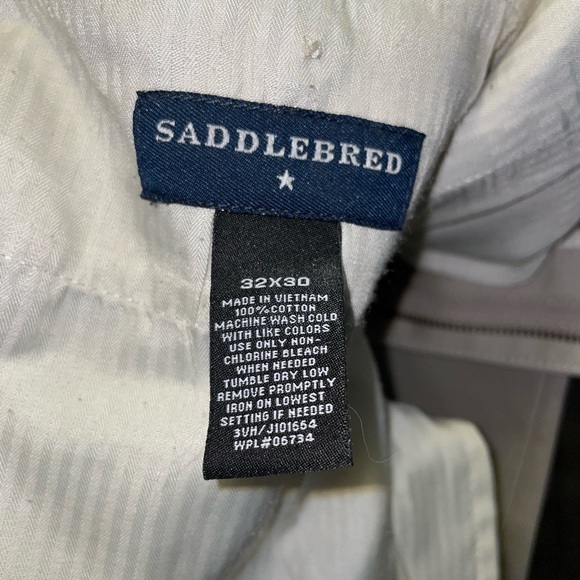 SADDLEBRED
32X30
MADE IN VIETNAM
100% COTTON
MACHINE WASH COLD
WITH LIKE COLORS
USE ONLY NON-
CHLORINE BLEACH
WHEN NEEDED
TUMBLE DRY LOW
REMOVE PROMPTLY
IRON ON LOWEST
SETTING IF NEEDED
3VH/J101654
WPL#06734